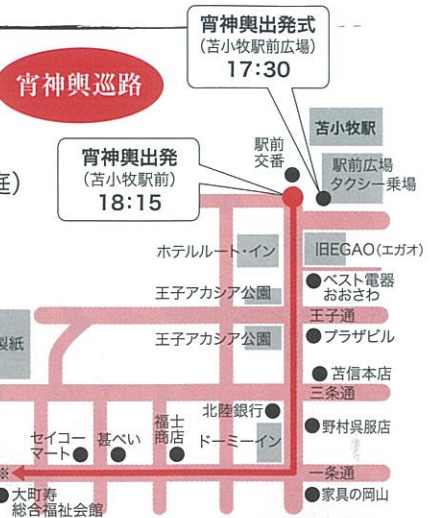 宵神輿出発式
(苫小牧駅前広場)
17:30
宵神輿巡路
苫小牧駅
駅前
交番
宵神輿出発
(苫小牧駅前)
18:15
駅前広場
タクシー乗場
庭)
ホテルルート・イン
旧EGAO(エガオ)
ベスト電器
おおさわ
王子アカシア公園
王子通
王子アカシア公園
プラザビル
製紙
苫信本店
三条通
北陸銀行
福士
商店
野村呉服店
セイコー
マート
甚べい
ドーミーイン
※
一条通
大町寿
総合福祉会館
家具の岡山